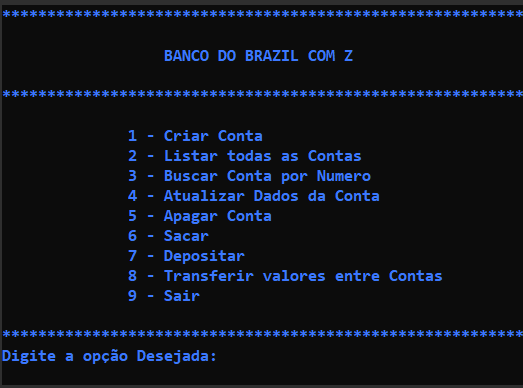 **********************************************************
BANCO DO BRAZIL COM Z
**********************************************************
1 - Criar Conta
2 - Listar todas as Contas
3 - Buscar Conta por Numero
4 - Atualizar Dados da Conta
5 - Apagar Conta
6 - Sacar
7 - Depositar
8 - Transferir valores entre Contas
9 - Sair
**********************************************************
Digite a opção Desejada: